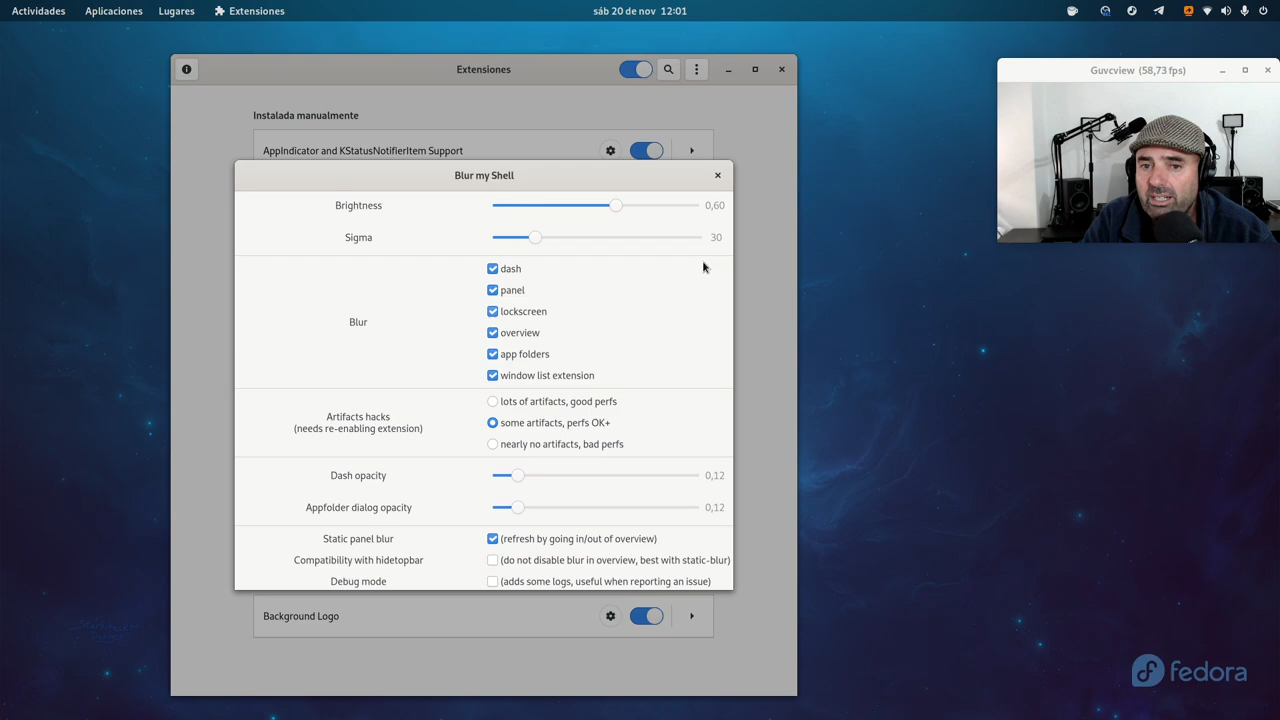 Actividades Aplicaciones Lugares Extensiones sáb 20 de nov 12:01
Extensiones
Guvcview (58,73 fps)
Instalada manualmente
AppIndicator and KStatusNotifierItem Support
Blur my Shell
Brightness 0,60
Sigma 30
Blur
dash
panel
lockscreen
overview
app folders
window list extension
Artifacts hacks
(needs re-enabling extension)
lots of artifacts, good perfs
some artifacts, perfs OK+
nearly no artifacts, bad perfs
Dash opacity 0,12
Appfolder dialog opacity 0,12
Static panel blur (refresh by going in/out of overview)
Compatibility with hidetopbar (do not disable blur in overview, best with static-blur)
Debug mode (adds some logs, useful when reporting an issue)
Background Logo
fedora